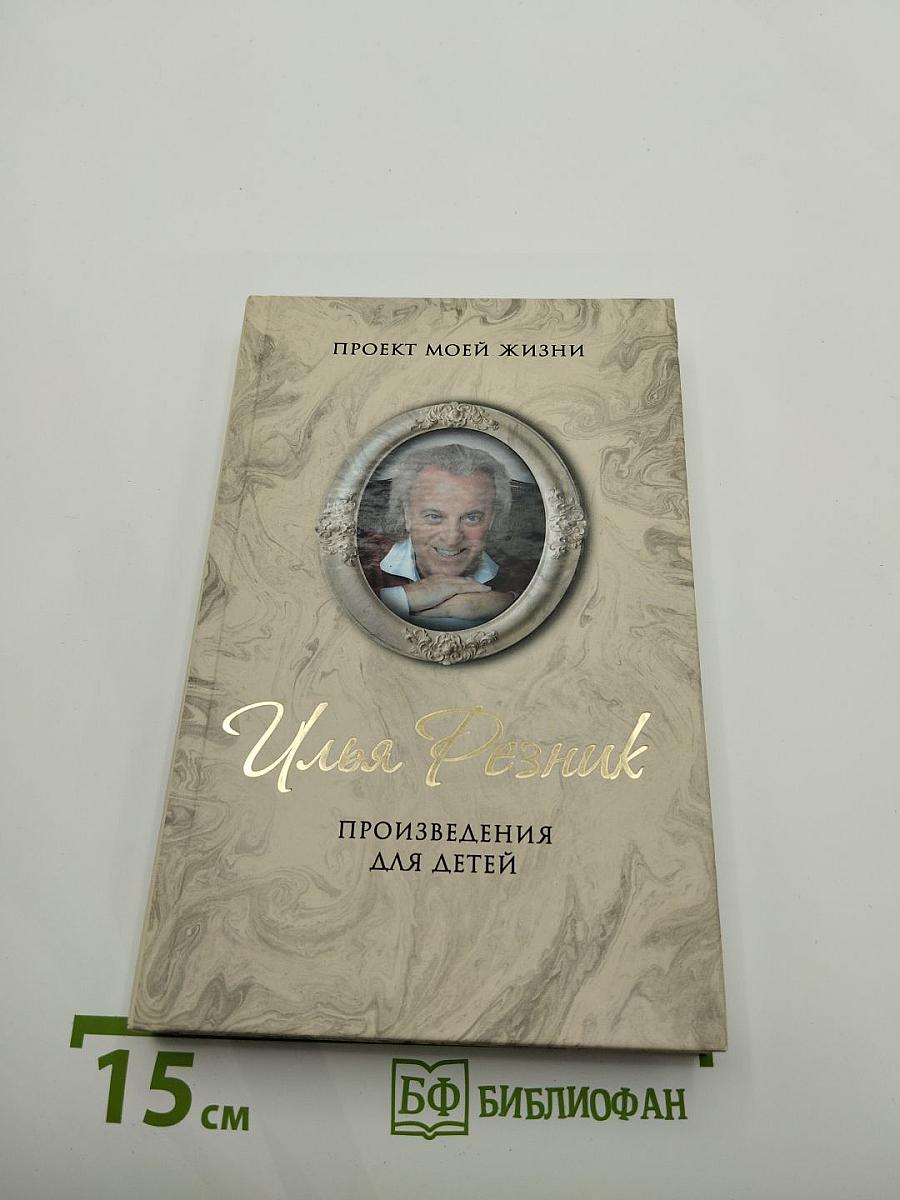 ПРОЕКТ МОЕЙ ЖИЗНИ
Илья Резник
ПРОИЗВЕДЕНИЯ
ДЛЯ ДЕТЕЙ
15 см
БФ БИБЛИОФАН